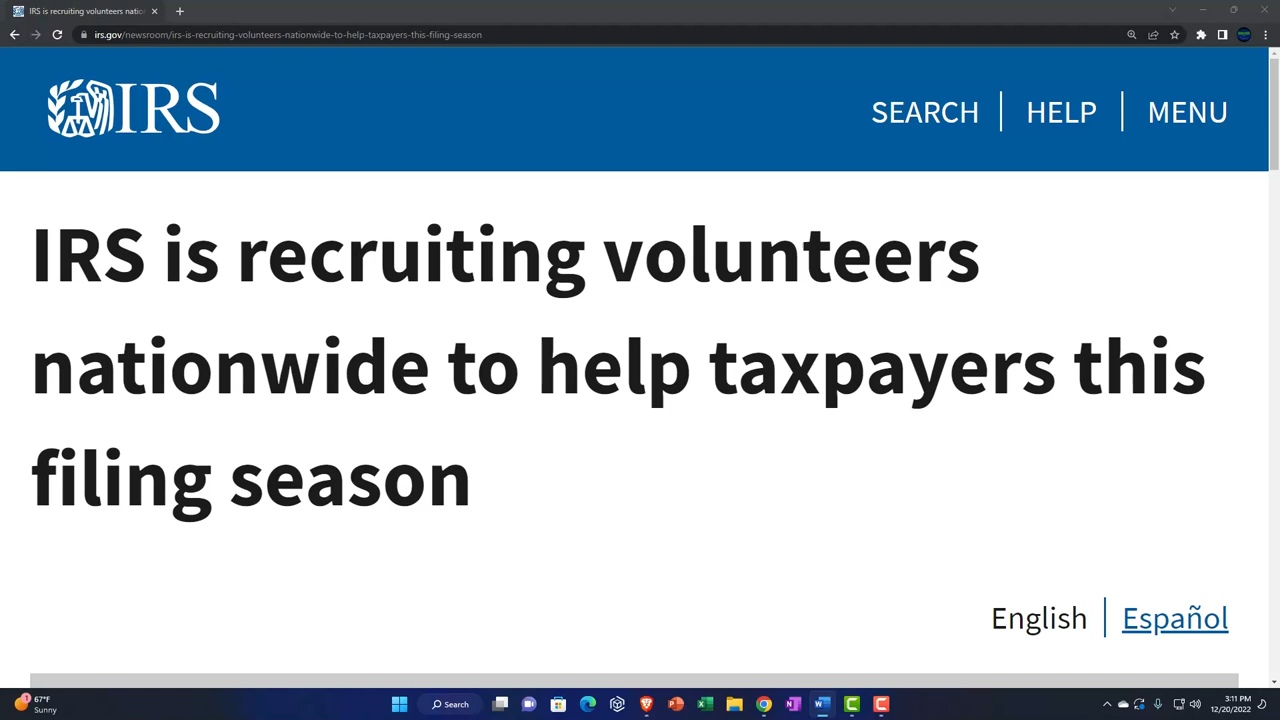 IRS is recruiting volunteers natio
irs.gov/newsroom/irs-is-recruiting-volunteers-nationwide-to-help-taxpayers-this-filing-season
IRS
SEARCH
HELP
MENU
IRS is recruiting volunteers
nationwide to help taxpayers this
filing season
English
Español
1
67°F
Sunny
Search
3:11 PM
12/20/2022